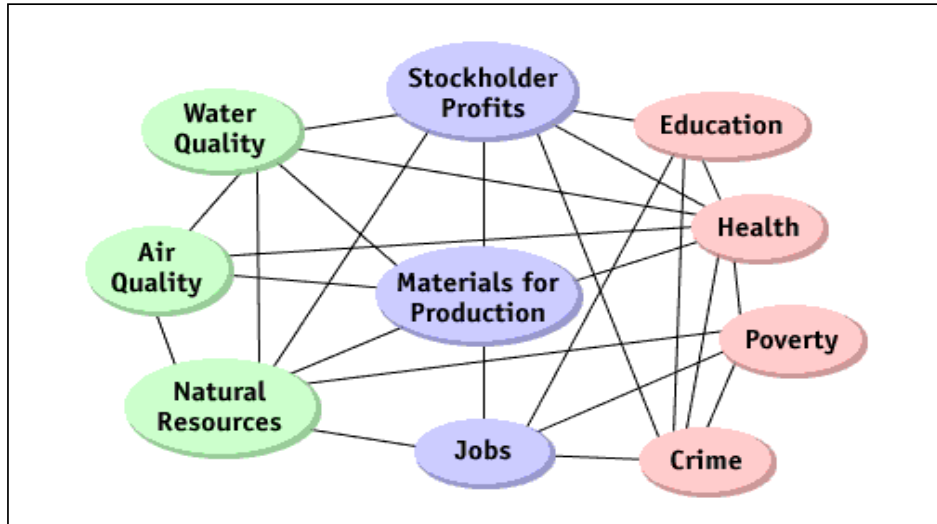 Stockholder
Profits
Water
Quality
Education
Health
Air
Quality
Materials for
Production
Poverty
Natural
Resources
Jobs
Crime